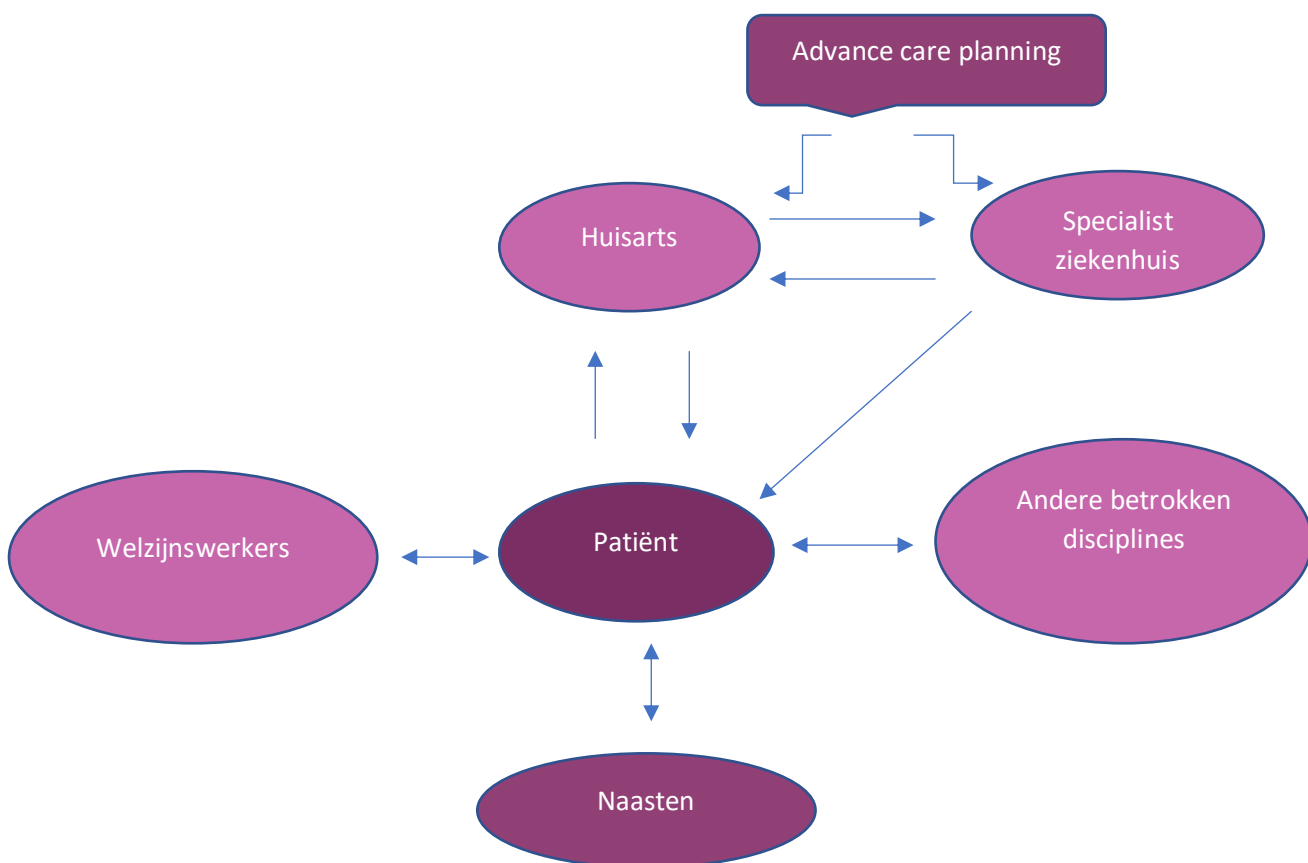 Advance care planning
Huisarts
Specialist
ziekenhuis
Welzijnswerkers
Patiënt
Andere betrokken
disciplines
Naasten